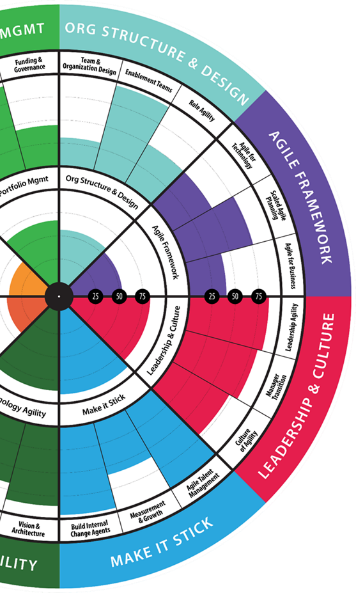 MGMT
ORG STRUCTURE & DESIGN
AGILE FRAMEWORK
LEADERSHIP & CULTURE
MAKE IT STICK
ILITY
Funding &
Governance
Team &
Organization Design
Enablement Teams
Role Agility
Agile for
Technology
Scaled Agile
Planning
Agile for Business
Leadership Agility
Manager
Transition
Culture
of Agility
Agile Talent
Management
Measurement
& Growth
Build Internal
Change Agents
Vision &
Architecture
Portfolio Mgmt
Org Structure & Design
Agile Framework
Leadership & Culture
Make it Stick
ology Agility
25 50 75 25 50 75